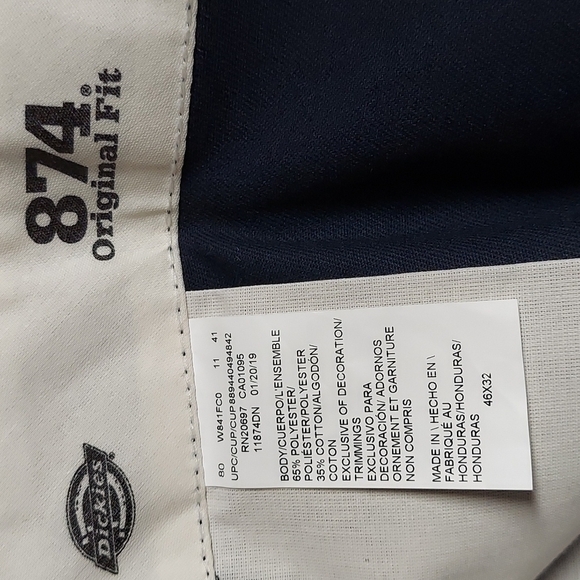 874®
Original Fit
Dickies
80 W841FC0 11 41
UPC/CUP/CUP 889440494842
RN20697 CA01095
11874DN 01/20/19
BODY/CUERPO/L'ENSEMBLE
65% POLYESTER/
POLIÉSTER/POLYESTER
35% COTTON/ALGODÓN/
COTON
EXCLUSIVE OF DECORATION/
TRIMMINGS
EXCLUSIVO PARA
DECORACIÓN/ ADORNOS
ORNEMENT ET GARNITURE
NON COMPRIS
MADE IN \ HECHO EN \
FABRIQUÉ AU
HONDURAS/HONDURAS/
HONDURAS
46X32